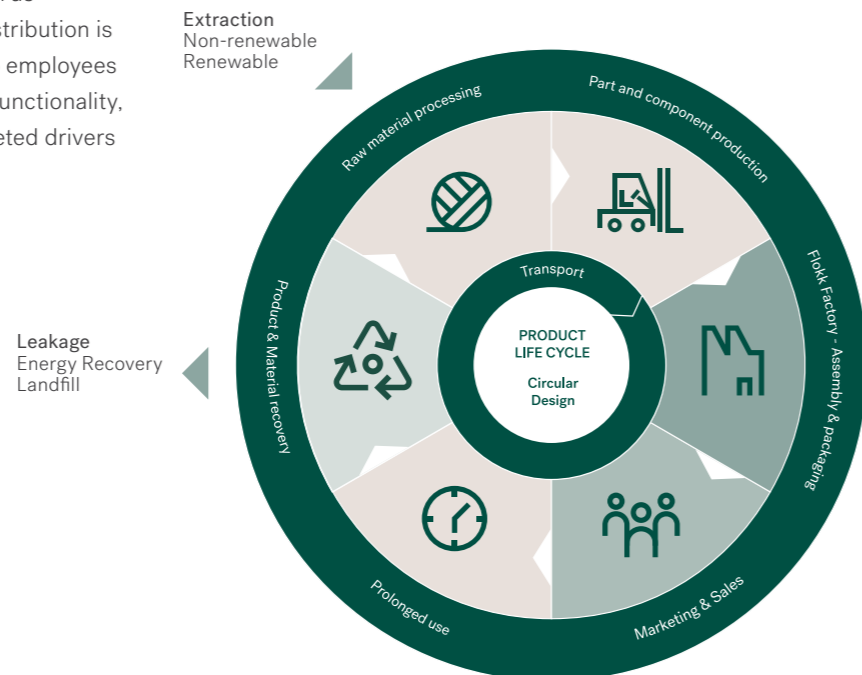 stribution is
employees
unctionality,
eted drivers
Extraction
Non-renewable
Renewable
Raw material processing
Part and component production
Flokk Factory - Assembly & packaging
Marketing & Sales
Prolonged use
Product & Material recovery
Transport
PRODUCT
LIFE CYCLE
Circular
Design
Leakage
Energy Recovery
Landfill